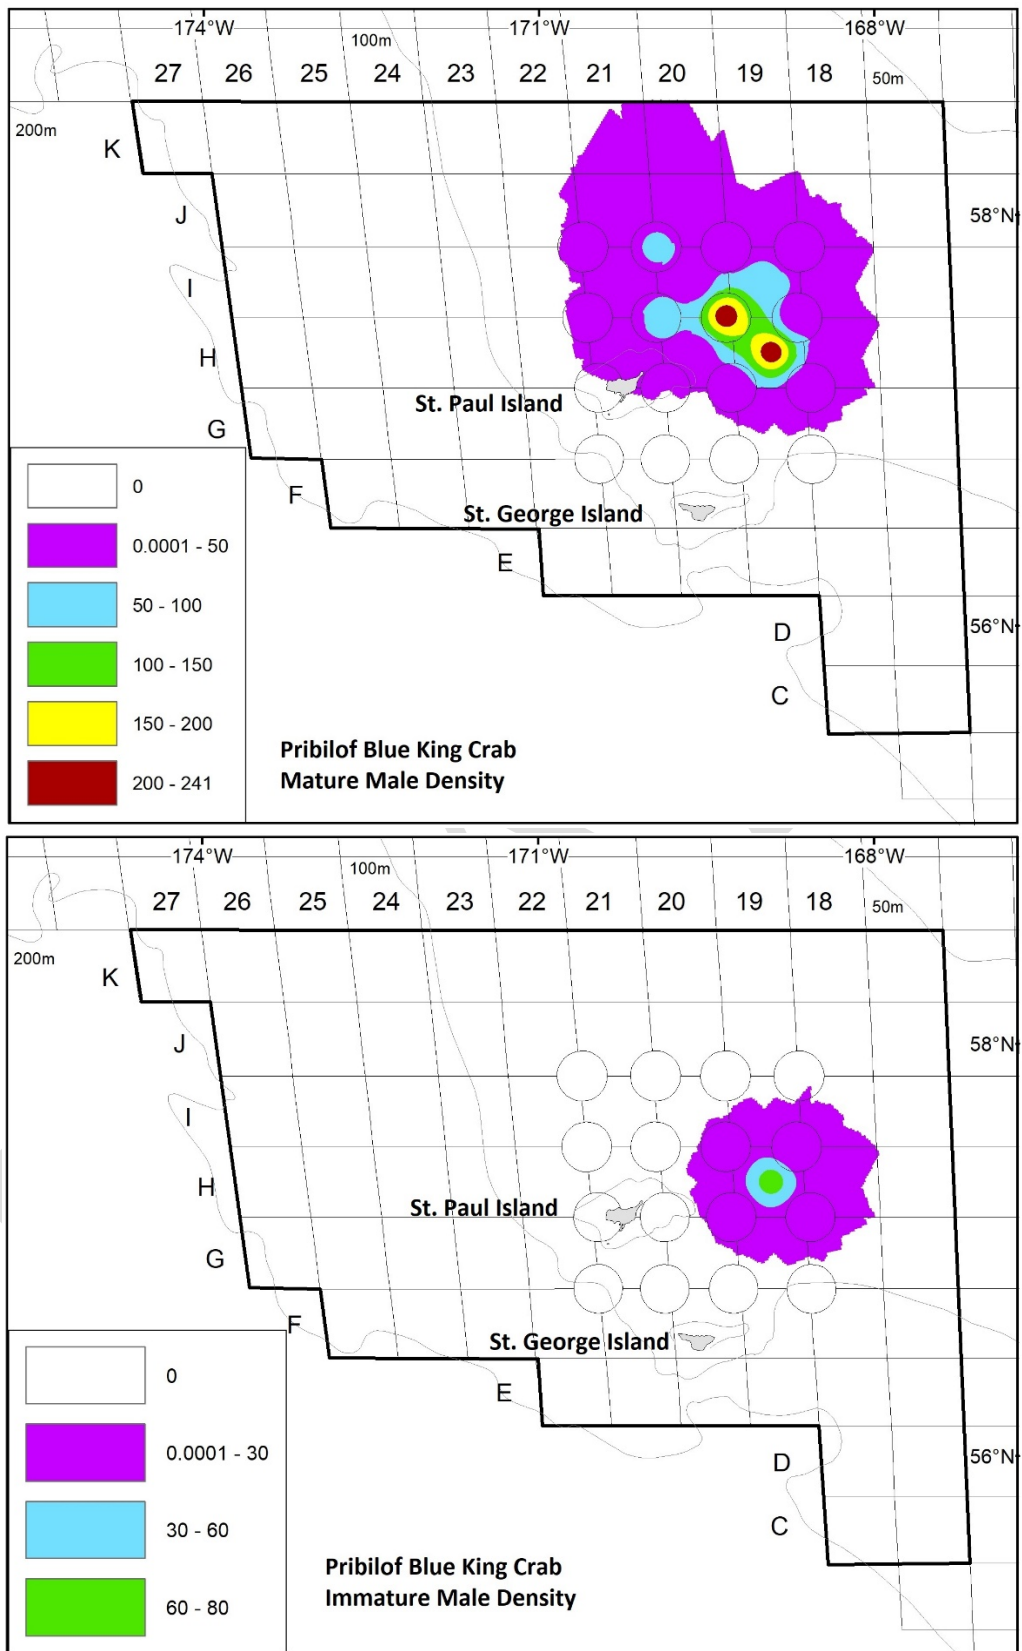 174°W 171°W 168°W
100m
27 26 25 24 23 22 21 20 19 18 50m
200m
K
J
58°N
I
H
St. Paul Island
G
0
F
St. George Island
0.0001 - 50
E
50 - 100
D
56°N
100 - 150
C
150 - 200
Pribilof Blue King Crab
Mature Male Density
200 - 241
174°W 171°W 168°W
100m
27 26 25 24 23 22 21 20 19 18 50m
200m
K
J
58°N
I
H
St. Paul Island
G
F
St. George Island
0
E
0.0001 - 30
D
56°N
30 - 60
C
Pribilof Blue King Crab
Immature Male Density
60 - 80